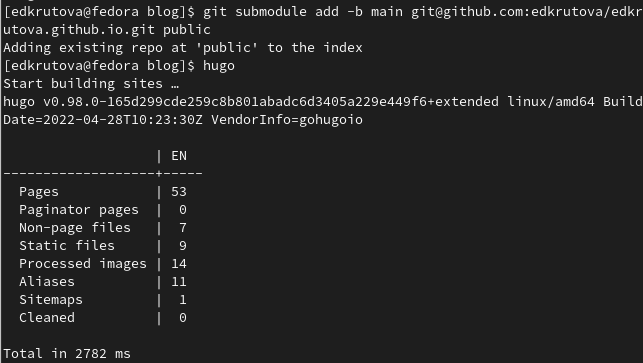 [edkrutova@fedora blog]$ git submodule add -b main git@github.com:edkrutova/edkr
utova.github.io.git public
Adding existing repo at 'public' to the index
[edkrutova@fedora blog]$ hugo
Start building sites …
hugo v0.98.0-165d299cde259c8b801abadc6d3405a229e449f6+extended linux/amd64 Build
Date=2022-04-28T10:23:30Z VendorInfo=gohugoio
                   | EN
-------------------+-----
  Pages            | 53
  Paginator pages  |  0
  Non-page files   |  7
  Static files     |  9
  Processed images | 14
  Aliases          | 11
  Sitemaps         |  1
  Cleaned          |  0
Total in 2782 ms